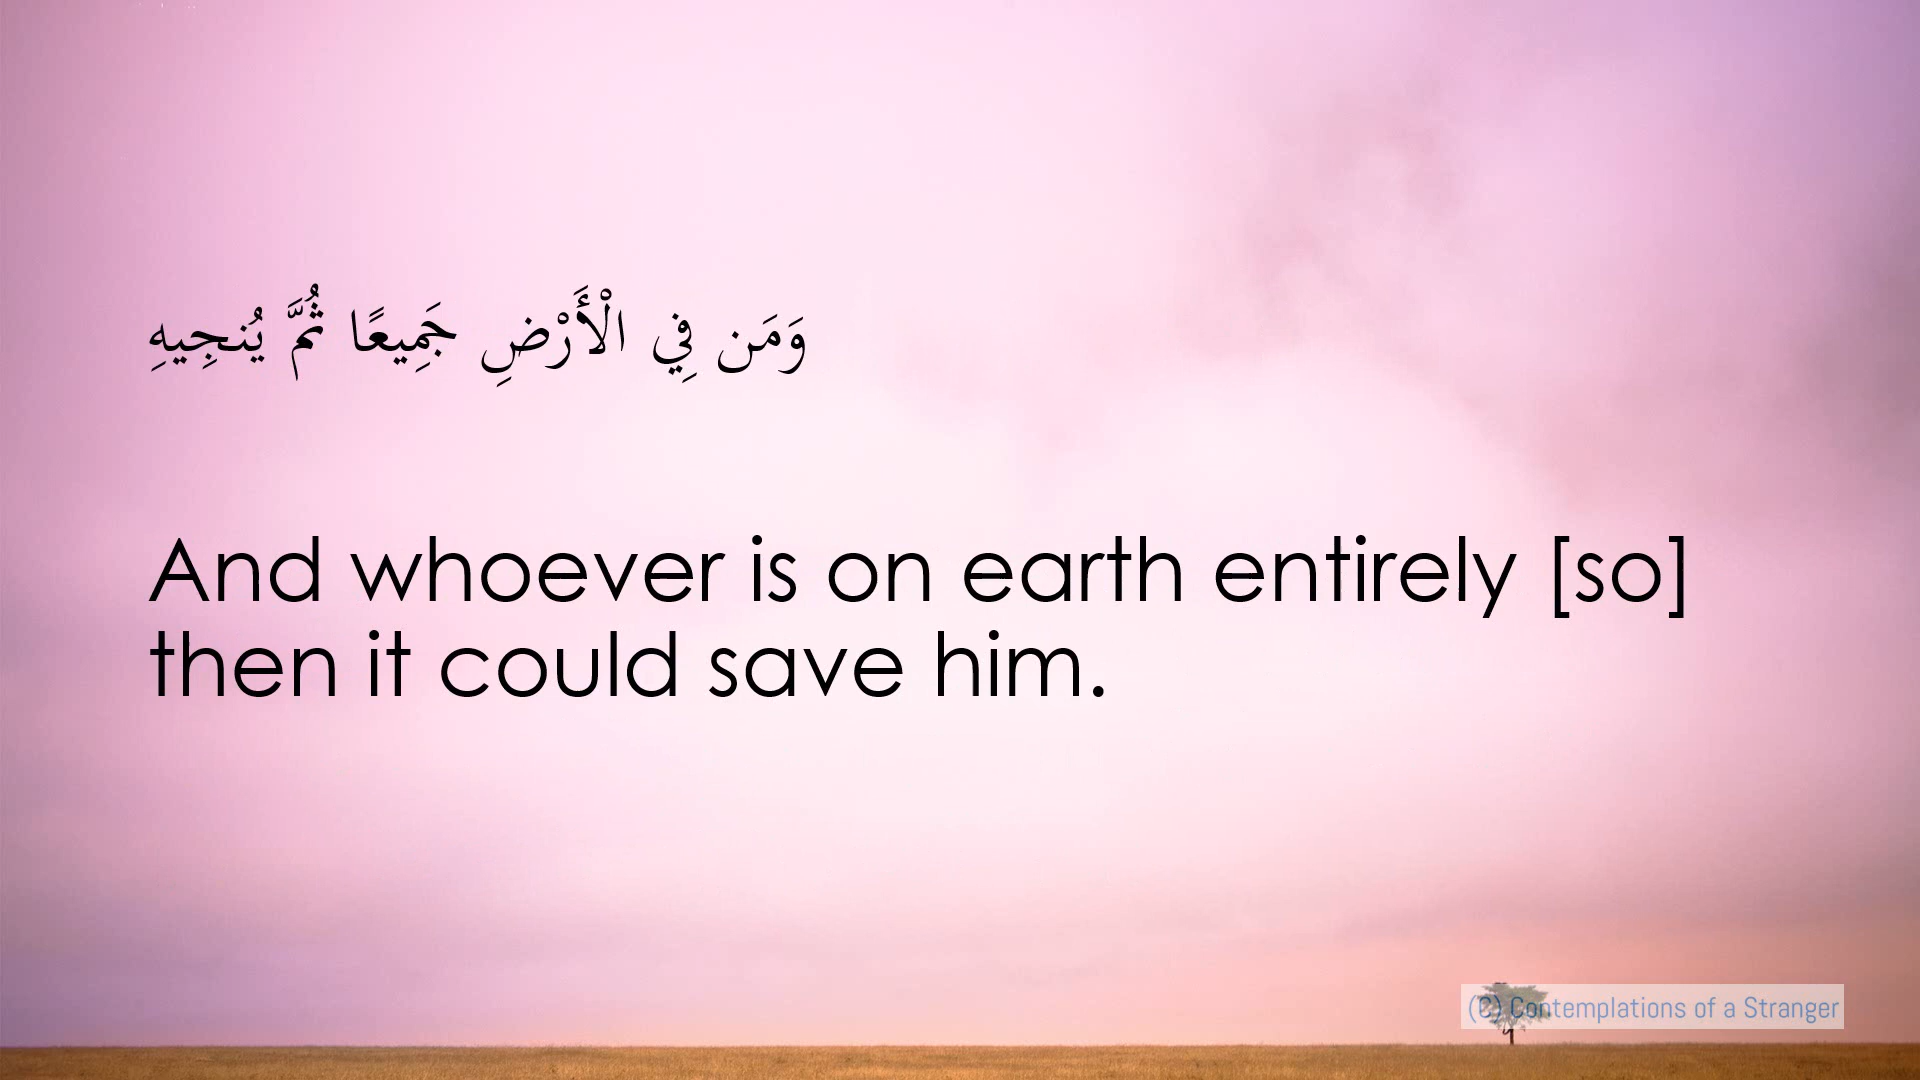 وَمَن فِي الْأَرْضِ جَمِيعًا ثُمَّ يُنجِيهِ
And whoever is on earth entirely [so]
then it could save him.
(C) Contemplations of a Stranger